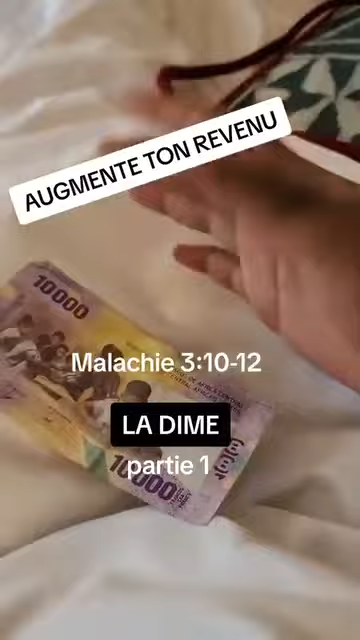 AUGMENTE TON REVENU
10000
Malachie 3:10-12
LA DIME
10000
partie 1